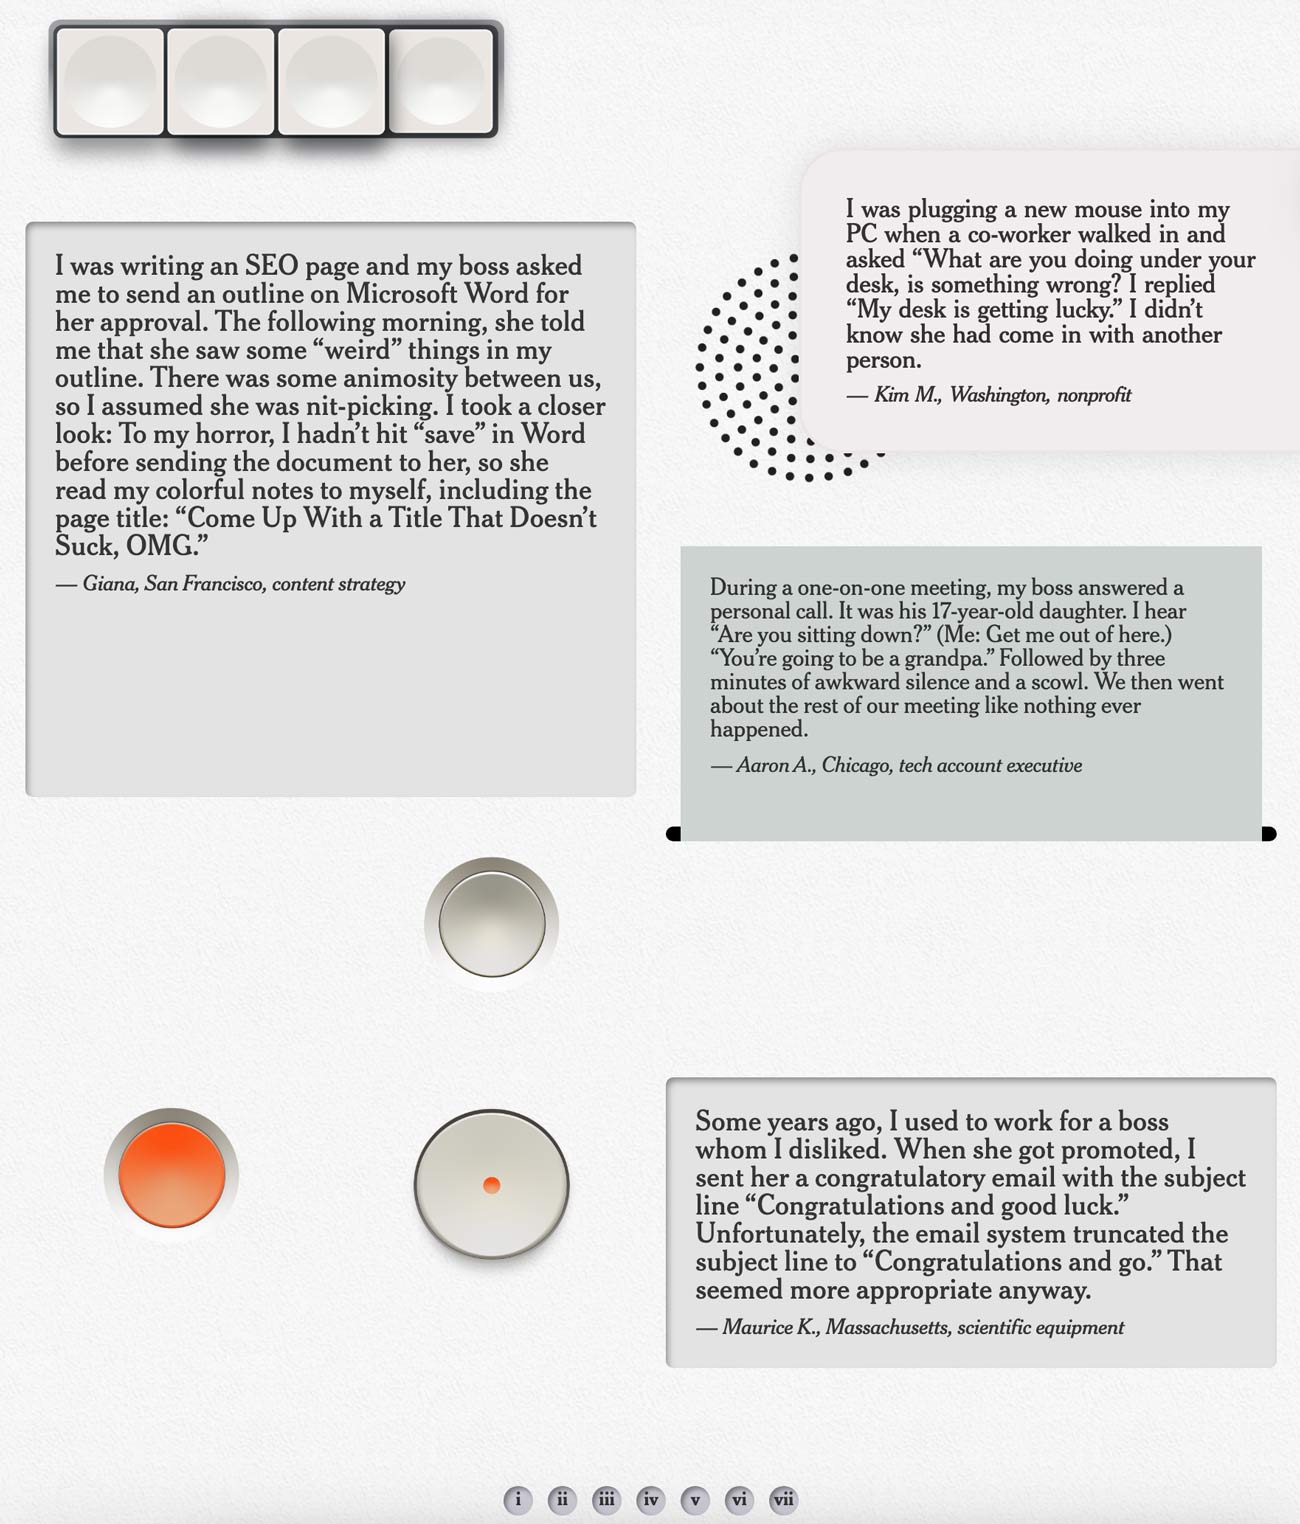 I was writing an SEO page and my boss asked
me to send an outline on Microsoft Word for
her approval. The following morning, she told
me that she saw some “weird” things in my
outline. There was some animosity between us,
so I assumed she was nit-picking. I took a closer
look: To my horror, I hadn’t hit “save” in Word
before sending the document to her, so she
read my colorful notes to myself, including the
page title: “Come Up With a Title That Doesn’t
Suck, OMG.”
— Giana, San Francisco, content strategy
I was plugging a new mouse into my
PC when a co-worker walked in and
asked “What are you doing under your
desk, is something wrong? I replied
“My desk is getting lucky.” I didn’t
know she had come in with another
person.
— Kim M., Washington, nonprofit
During a one-on-one meeting, my boss answered a
personal call. It was his 17-year-old daughter. I hear
“Are you sitting down?” (Me: Get me out of here.)
“You’re going to be a grandpa.” Followed by three
minutes of awkward silence and a scowl. We then went
about the rest of our meeting like nothing ever
happened.
— Aaron A., Chicago, tech account executive
Some years ago, I used to work for a boss
whom I disliked. When she got promoted, I
sent her a congratulatory email with the subject
line “Congratulations and good luck.”
Unfortunately, the email system truncated the
subject line to “Congratulations and go.” That
seemed more appropriate anyway.
— Maurice K., Massachusetts, scientific equipment
i ii iii iv v vi vii